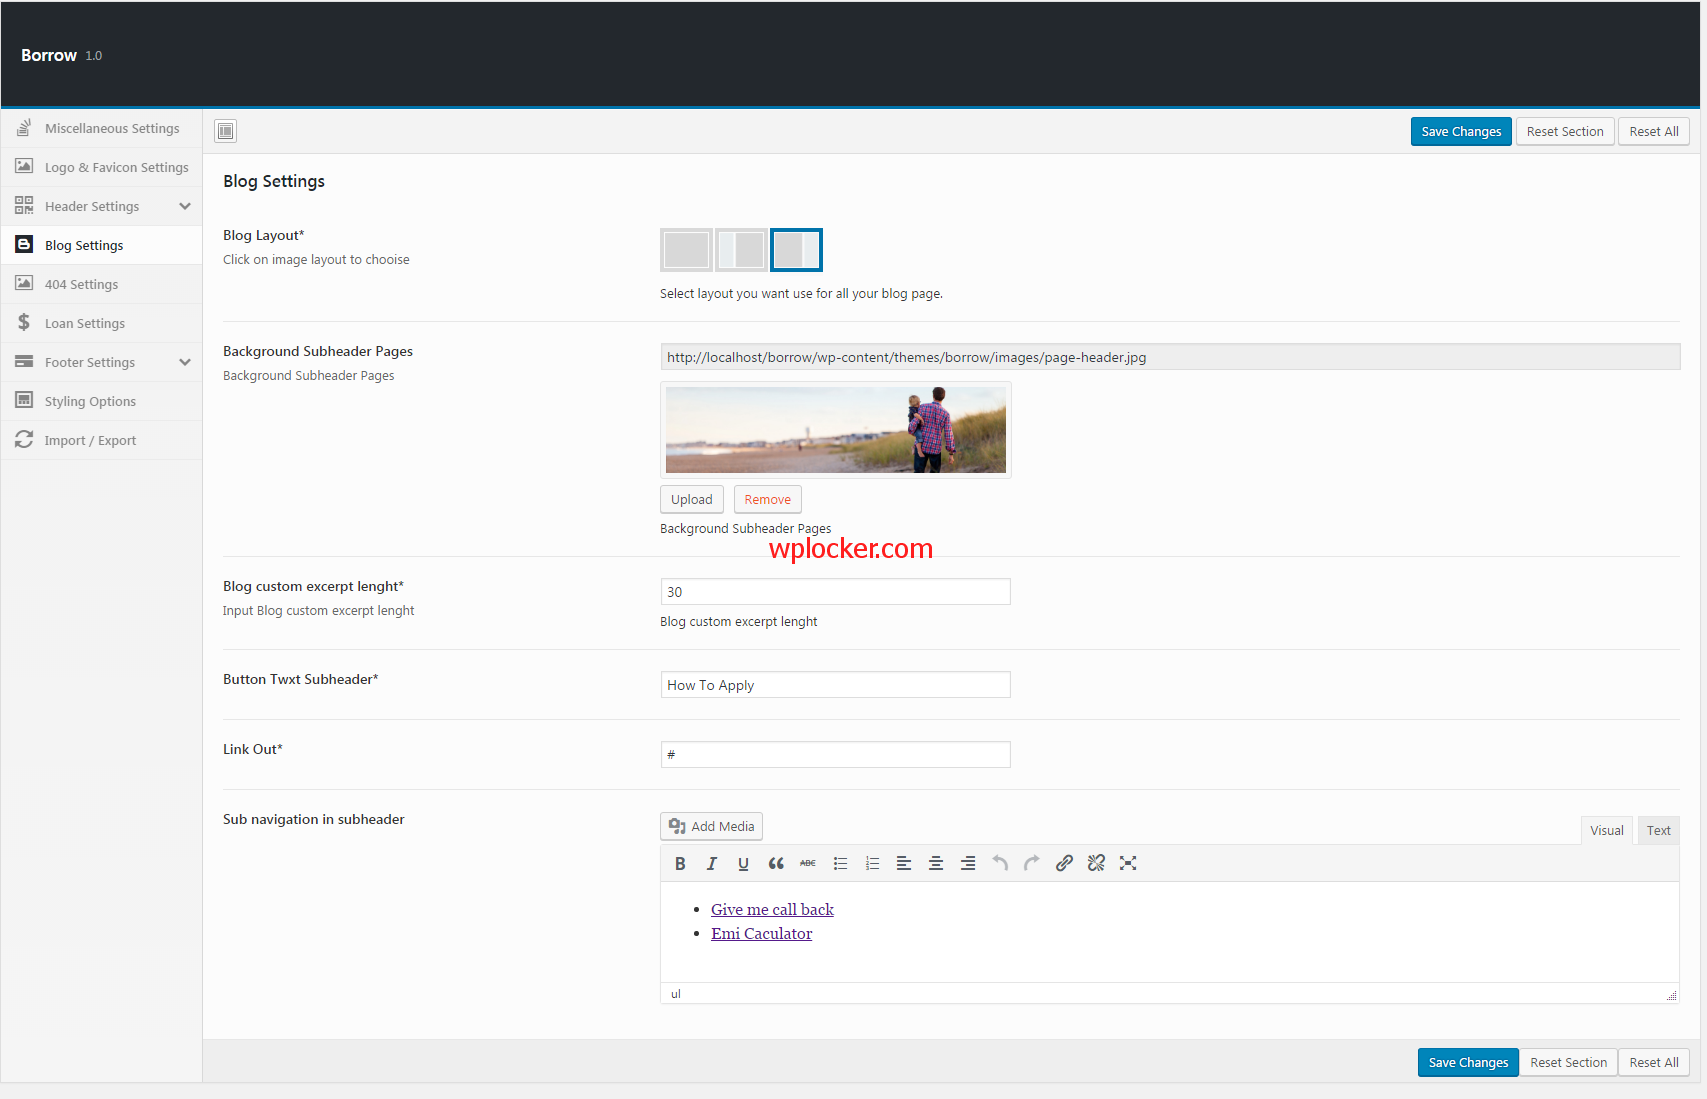 Borrow 1.0
Miscellaneous Settings
Logo & Favicon Settings
Header Settings
Blog Settings
404 Settings
Loan Settings
Footer Settings
Styling Options
Import / Export
Save Changes Reset Section Reset All
Blog Settings
Blog Layout*
Click on image layout to chooise
Select layout you want use for all your blog page.
Background Subheader Pages
Background Subheader Pages
http://localhost/borrow/wp-content/themes/borrow/images/page-header.jpg
Upload Remove
Background Subheader Pages
wplocker.com
Blog custom excerpt lenght*
Input Blog custom excerpt lenght
30
Blog custom excerpt lenght
Button Twxt Subheader*
How To Apply
Link Out*
#
Sub navigation in subheader
Add Media
Visual Text
B I U “ ABC
Give me call back
Emi Caculator
ul
Save Changes Reset Section Reset All